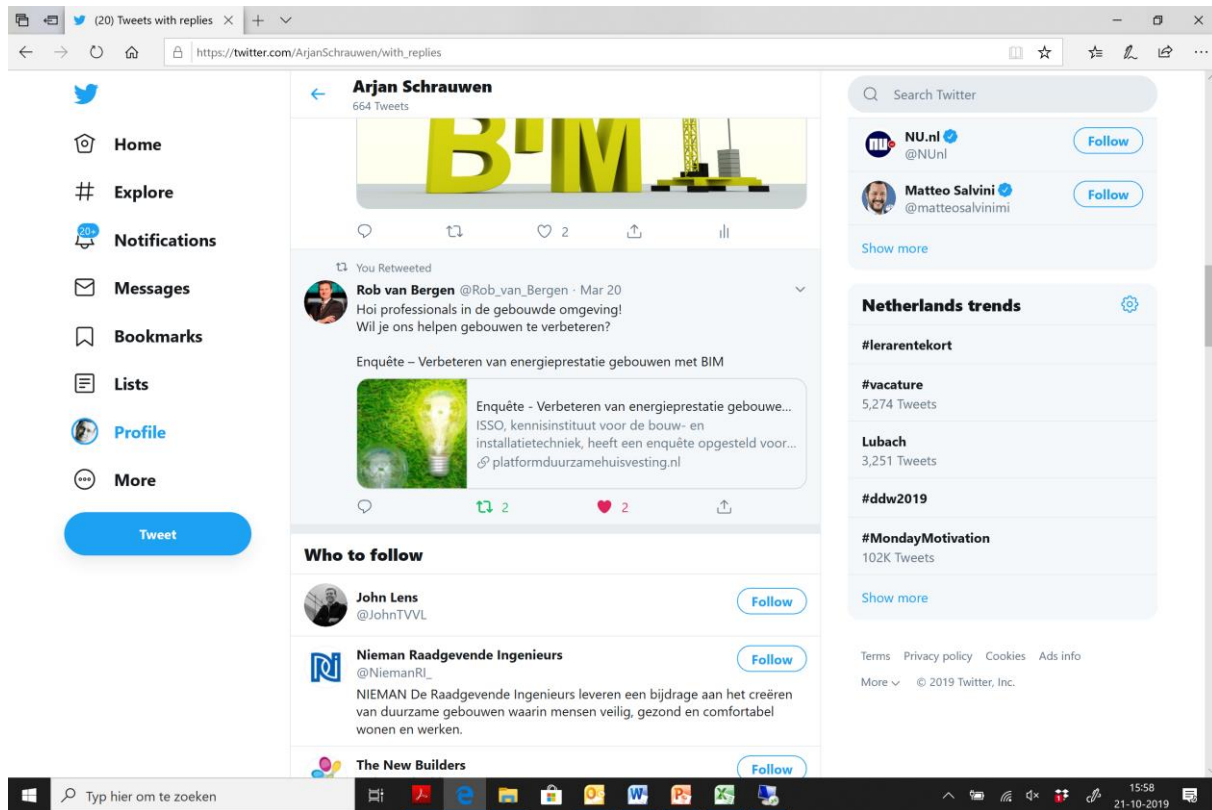 (20) Tweets with replies
https://twitter.com/ArjanSchrauwen/with_replies
Home
Explore
20+
Notifications
Messages
Bookmarks
Lists
Profile
More
Tweet
Arjan Schrauwen
664 Tweets
BIM
2
You Retweeted
Rob van Bergen @Rob_van_Bergen · Mar 20
Hoi professionals in de gebouwde omgeving!
Wil je ons helpen gebouwen te verbeteren?
Enquête – Verbeteren van energieprestatie gebouwen met BIM
Enquête - Verbeteren van energieprestatie gebouwe...
ISSO, kennisinstituut voor de bouw- en
installatietechniek, heeft een enquête opgesteld voor...
platformduurzamehuisvesting.nl
2 2
Who to follow
John Lens
@JohnTVVL
Follow
Nieman Raadgevende Ingenieurs
@NiemanRI_
Follow
NIEMAN De Raadgevende Ingenieurs leveren een bijdrage aan het creëren
van duurzame gebouwen waarin mensen veilig, gezond en comfortabel
wonen en werken.
The New Builders
Follow
Search Twitter
nu
NU.nl
@NUnl
Follow
Matteo Salvini
@matteosalvinimi
Follow
Show more
Netherlands trends
#lerarentekort
#vacature
5,274 Tweets
Lubach
3,251 Tweets
#ddw2019
#MondayMotivation
102K Tweets
Show more
Terms Privacy policy Cookies Ads info
More © 2019 Twitter, Inc.
Typ hier om te zoeken
15:58
21-10-2019